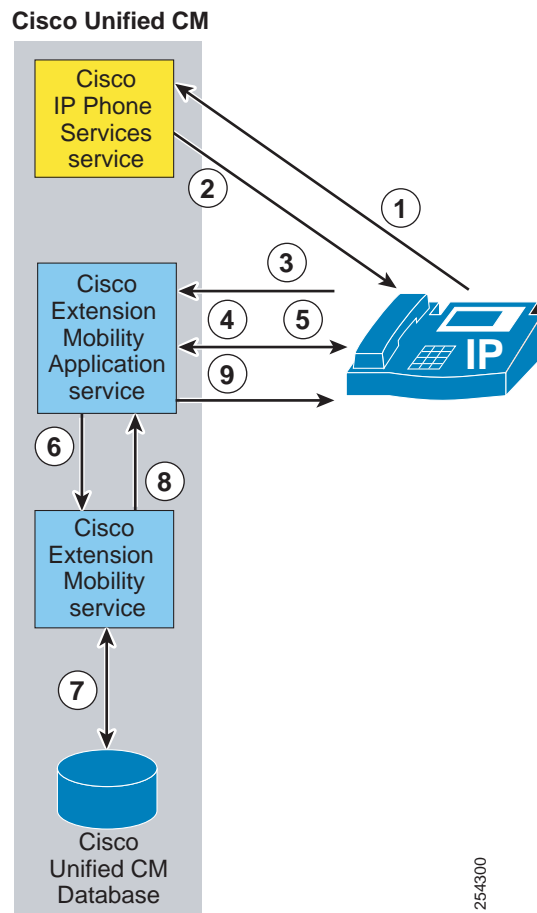 Cisco Unified CM
Cisco
IP Phone
Services
service
1
2
3
Cisco
Extension
Mobility
Application
service
4
5
IP
9
6
8
Cisco
Extension
Mobility
service
7
Cisco
Unified CM
Database
254300